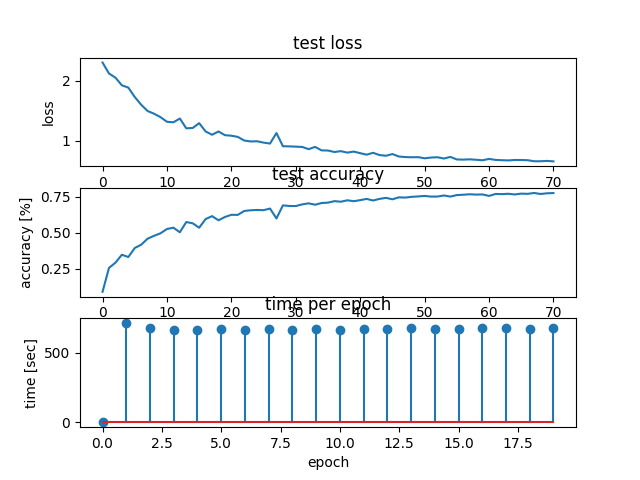 test loss
2
1
loss
0 10 20 30 40 50 60 70
test accuracy
0.75
0.50
0.25
accuracy [%]
0 10 20 30 40 50 60 70
time per epoch
500
0
time [sec]
0.0 2.5 5.0 7.5 10.0 12.5 15.0 17.5
epoch